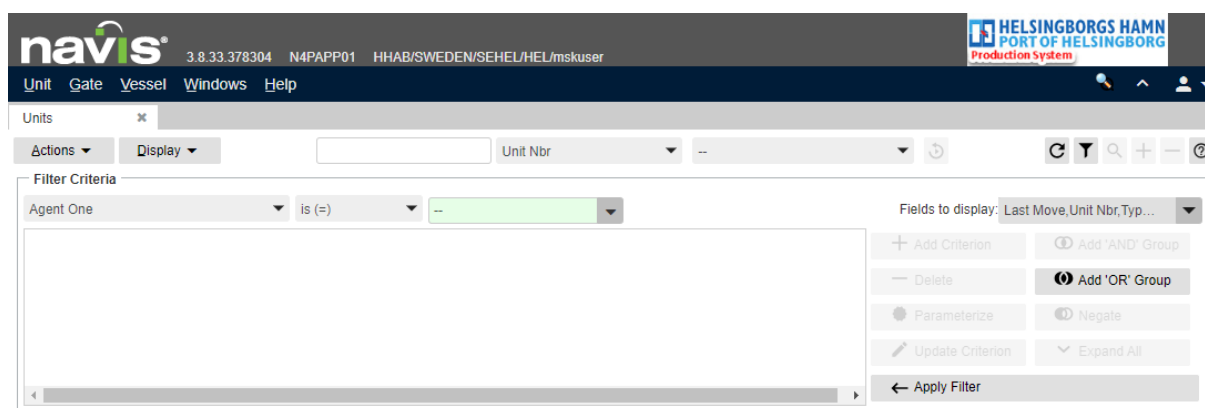 navis® 3.8.33.378304 N4PAPP01 HHAB/SWEDEN/SEHEL/HEL/mskuser
HELSINGBORGS HAMN
PORT OF HELSINGBORG
Production System
Unit Gate Vessel Windows Help
Units
Actions Display Unit Nbr --
Filter Criteria
Agent One is (=) -- Fields to display: Last Move,Unit Nbr,Typ...
Add Criterion Add 'AND' Group
Delete Add 'OR' Group
Parameterize Negate
Update Criterion Expand All
Apply Filter